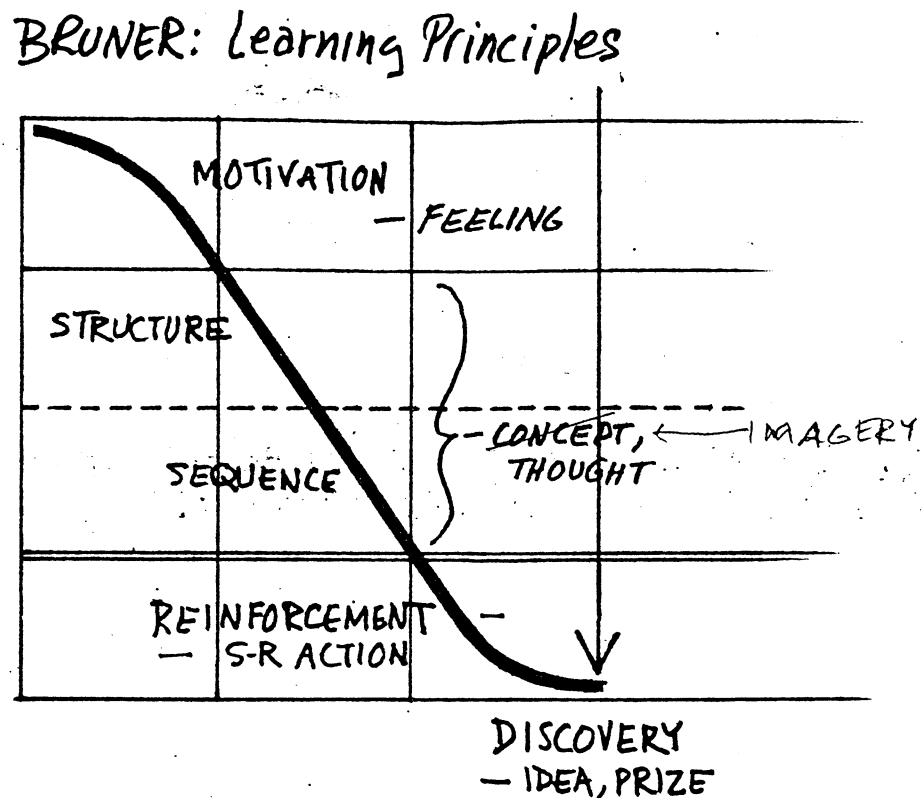 BRUNER: Learning Principles
MOTIVATION
— FEELING
STRUCTURE
— CONCEPT, ← IMAGERY
THOUGHT
SEQUENCE
REINFORCEMENT —
— S-R ACTION
DISCOVERY
— IDEA, PRIZE